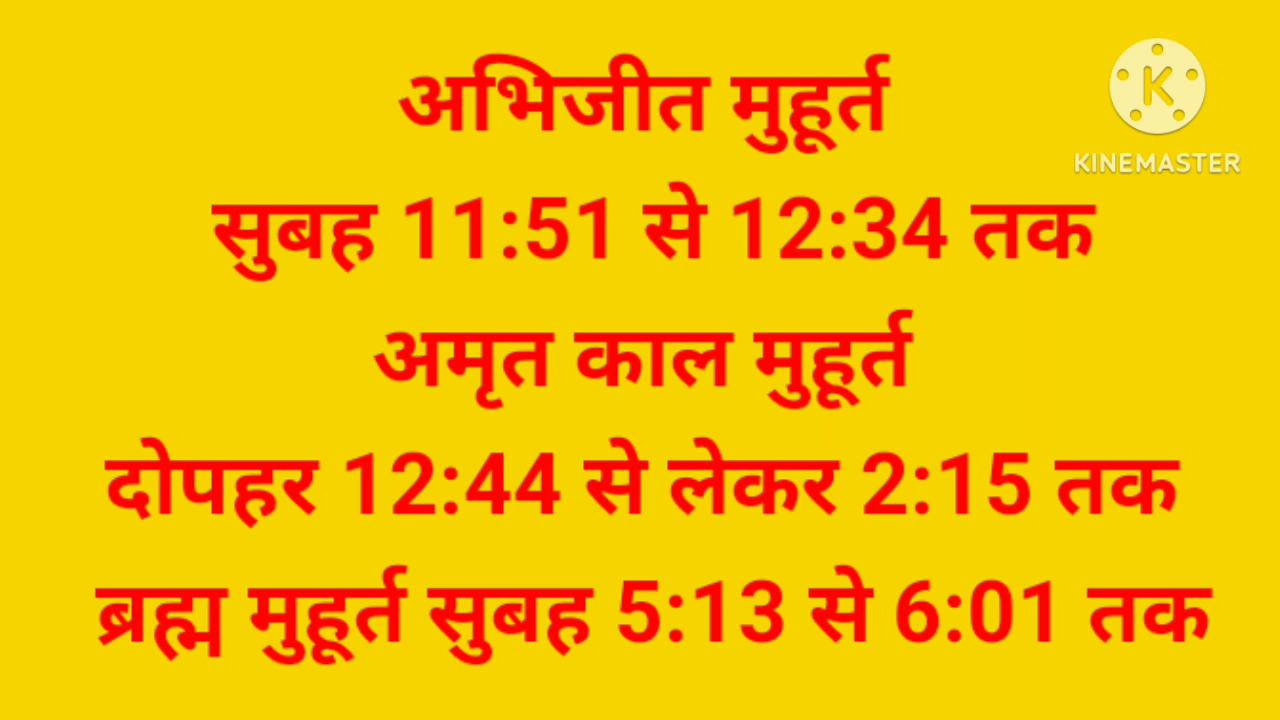 अभिजीत मुहूर्त
सुबह 11:51 से 12:34 तक
अमृत काल मुहूर्त
दोपहर 12:44 से लेकर 2:15 तक
ब्रह्म मुहूर्त सुबह 5:13 से 6:01 तक
K
KINEMASTER